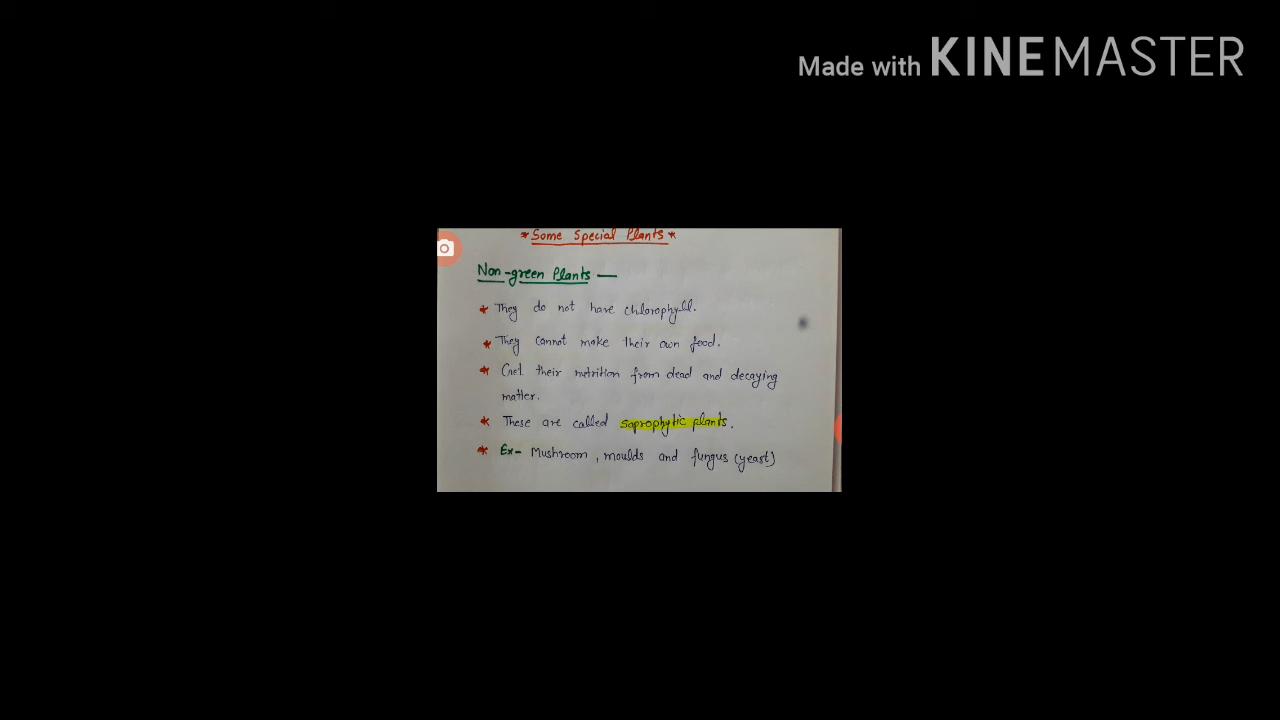 Made with KINEMASTER
* Some Special Plants *
Non-green Plants —
* They do not have chlorophyll.
* They cannot make their own food.
* Get their nutrition from dead and decaying
matter.
* These are called saprophytic plants.
* Ex- Mushroom, moulds and fungus (yeast)